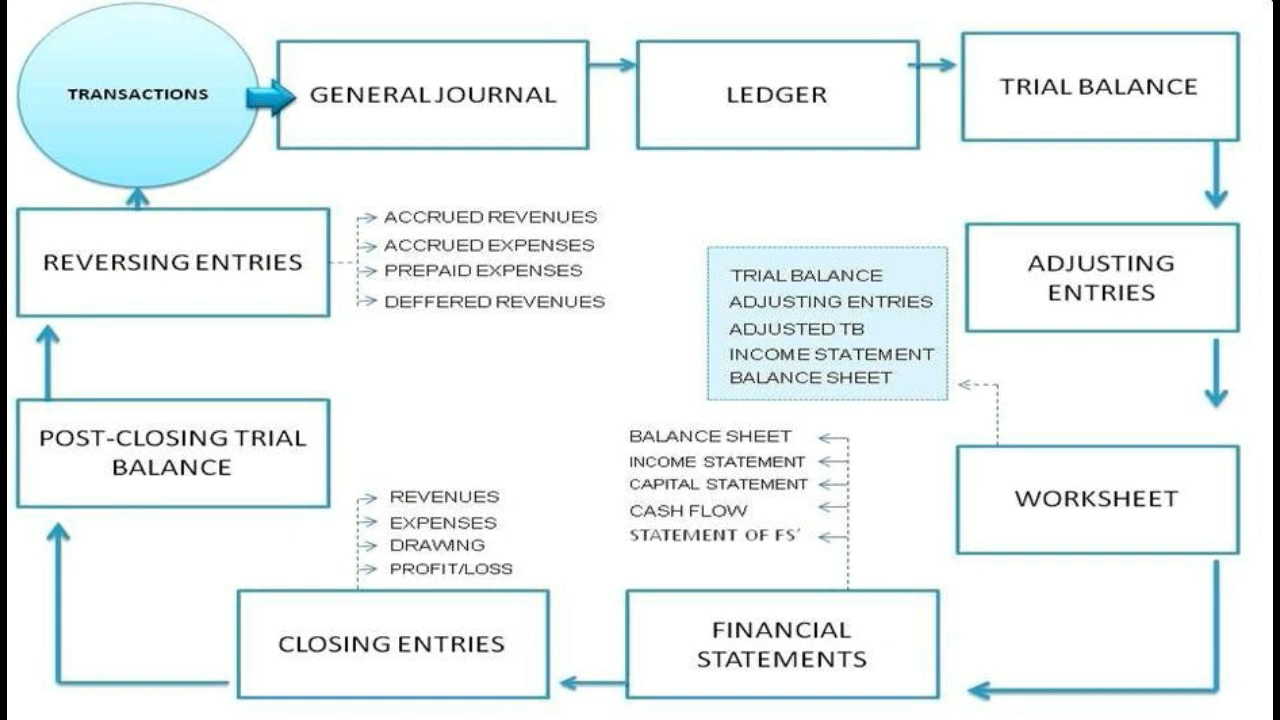 TRANSACTIONS
GENERAL JOURNAL
LEDGER
TRIAL BALANCE
REVERSING ENTRIES
ACCRUED REVENUES
ACCRUED EXPENSES
PREPAID EXPENSES
DEFFERED REVENUES
TRIAL BALANCE
ADJUSTING ENTRIES
ADJUSTED TB
INCOME STATEMENT
BALANCE SHEET
ADJUSTING
ENTRIES
POST-CLOSING TRIAL
BALANCE
REVENUES
EXPENSES
DRAWING
PROFIT/LOSS
BALANCE SHEET
INCOME STATEMENT
CAPITAL STATEMENT
CASH FLOW
STATEMENT OF FS'
WORKSHEET
CLOSING ENTRIES
FINANCIAL
STATEMENTS